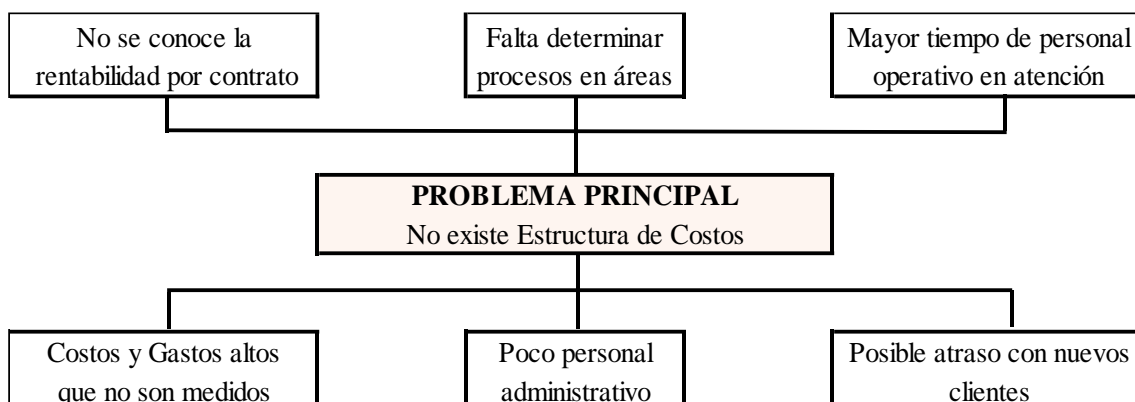 No se conoce la
rentabilidad por contrato
Falta determinar
procesos en áreas
Mayor tiempo de personal
operativo en atención
PROBLEMA PRINCIPAL
No existe Estructura de Costos
Costos y Gastos altos
que no son medidos
Poco personal
administrativo
Posible atraso con nuevos
clientes